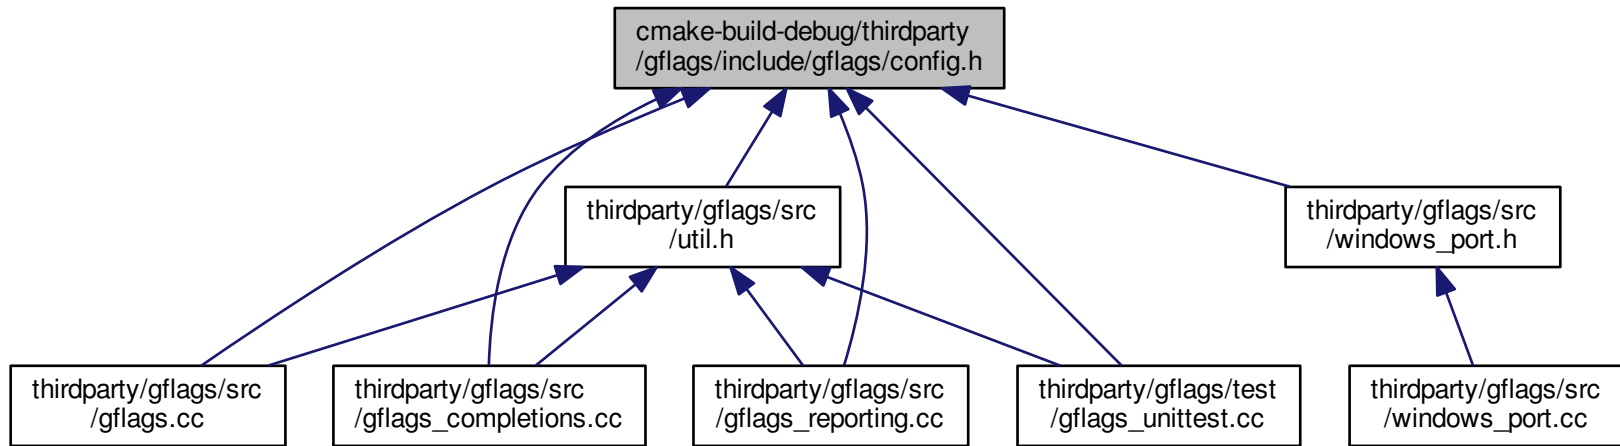 cmake-build-debug/thirdparty
/gflags/include/gflags/config.h
thirdparty/gflags/src
/util.h
thirdparty/gflags/src
/windows_port.h
thirdparty/gflags/src
/gflags.cc
thirdparty/gflags/src
/gflags_completions.cc
thirdparty/gflags/src
/gflags_reporting.cc
thirdparty/gflags/test
/gflags_unittest.cc
thirdparty/gflags/src
/windows_port.cc